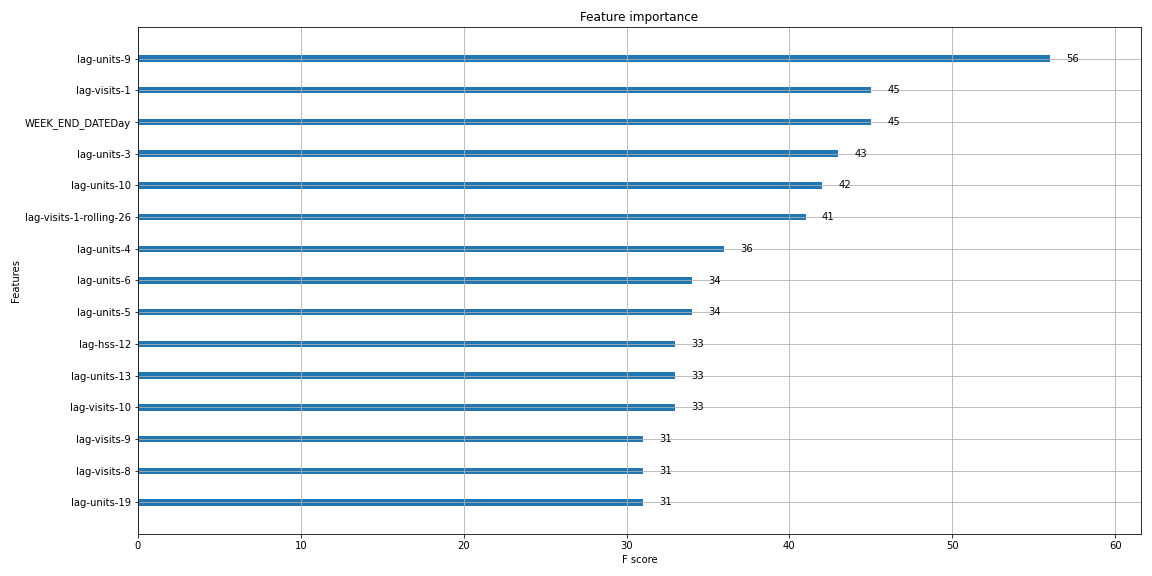 Feature importance
Features
lag-units-9 56
lag-visits-1 45
WEEK_END_DATEDay 45
lag-units-3 43
lag-units-10 42
lag-visits-1-rolling-26 41
lag-units-4 36
lag-units-6 34
lag-units-5 34
lag-hss-12 33
lag-units-13 33
lag-visits-10 33
lag-visits-9 31
lag-visits-8 31
lag-units-19 31
0 10 20 30 40 50 60
F score